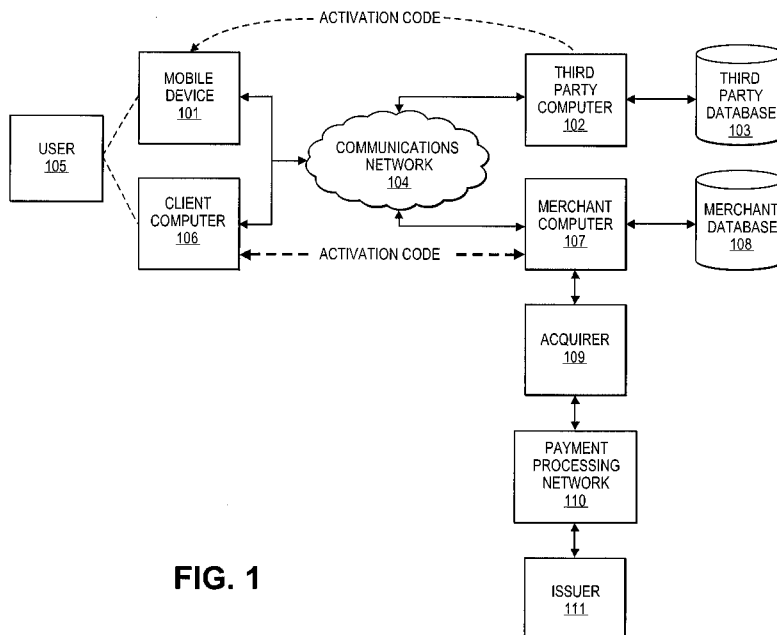 ACTIVATION CODE
MOBILE
DEVICE
101
THIRD
PARTY
COMPUTER
102
THIRD
PARTY
DATABASE
103
USER
105
COMMUNICATIONS
NETWORK
104
CLIENT
COMPUTER
106
MERCHANT
COMPUTER
107
MERCHANT
DATABASE
108
ACTIVATION CODE
ACQUIRER
109
PAYMENT
PROCESSING
NETWORK
110
FIG. 1
ISSUER
111